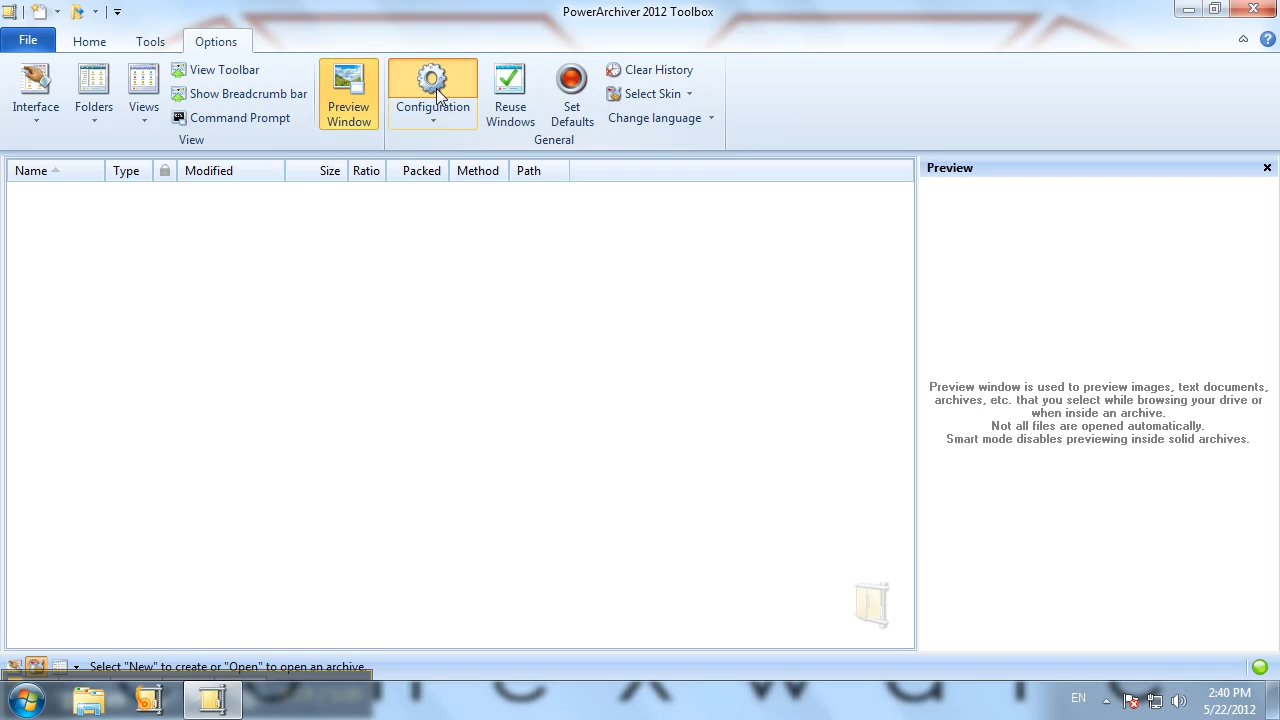 PowerArchiver 2012 Toolbox
File Home Tools Options
Interface Folders Views View Toolbar Show Breadcrumb bar Command Prompt
Preview Window
Configuration
Reuse Windows
Set Defaults
Clear History
Select Skin
Change language
View General
Name Type Modified Size Ratio Packed Method Path
Preview
Preview window is used to preview images, text documents,
archives, etc. that you select while browsing your drive or
when inside an archive.
Not all files are opened automatically.
Smart mode disables previewing inside solid archives.
Select "New" to create or "Open" to open an archive.
EN
2:40 PM
5/22/2012